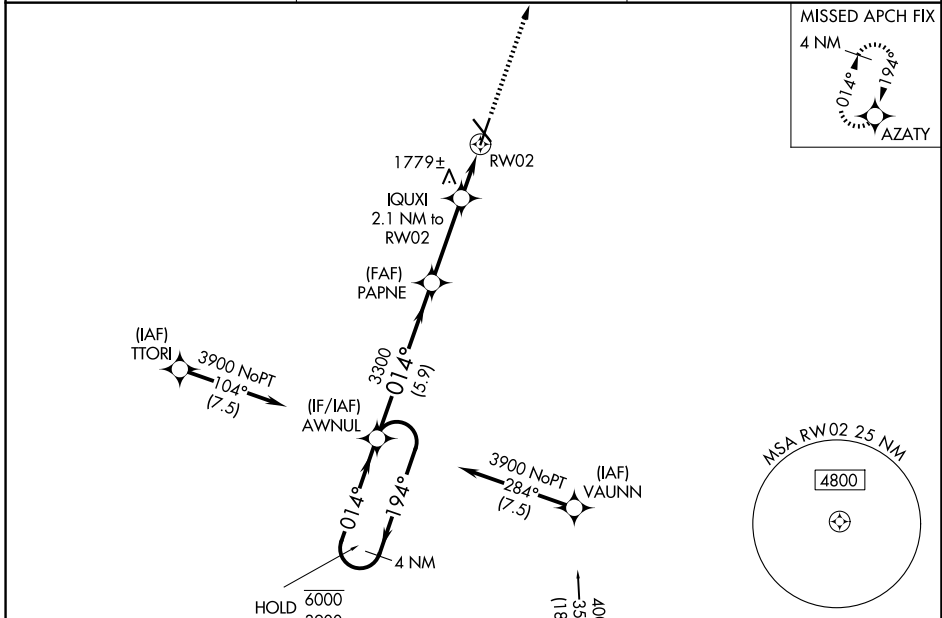 MISSED APCH FIX
4 NM
014°
194°
AZATY
RW02
1779±
IQUXI
2.1 NM to
RW02
(FAF)
PAPNE
(IAF)
TTORI
3900 NoPT
104°
(7.5)
3300
014°
(5.9)
(IF/IAF)
AWNUL
3900 NoPT
284°
(7.5)
(IAF)
VAUNN
014°
194°
4 NM
HOLD
6000
MSA RW02 25 NM
4800